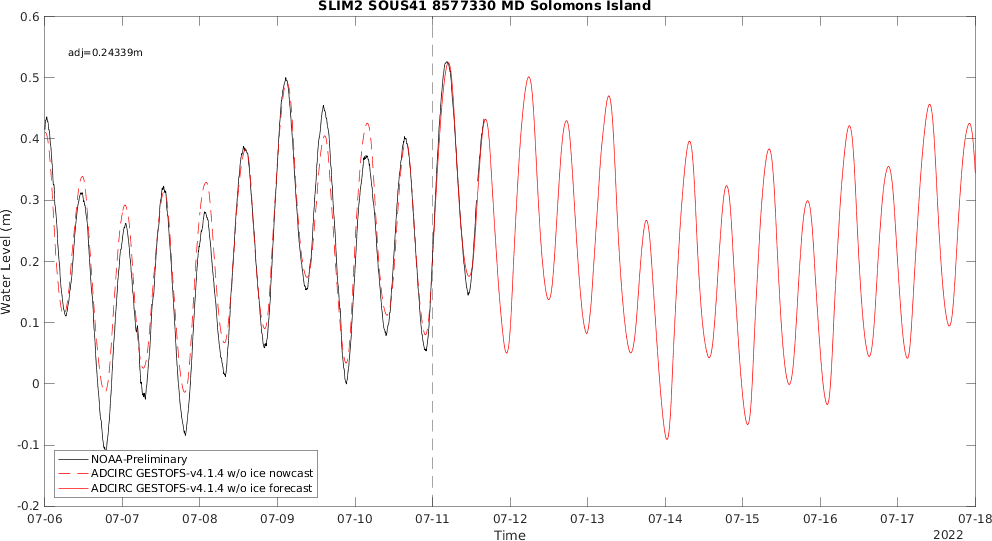 SLIM2 SOUS41 8577330 MD Solomons Island
adj=0.24339m
Water Level (m)
0.6
0.5
0.4
0.3
0.2
0.1
0
-0.1
-0.2
NOAA-Preliminary
ADCIRC GESTOFS-v4.1.4 w/o ice nowcast
ADCIRC GESTOFS-v4.1.4 w/o ice forecast
07-06 07-07 07-08 07-09 07-10 07-11 07-12 07-13 07-14 07-15 07-16 07-17 07-18
Time
2022